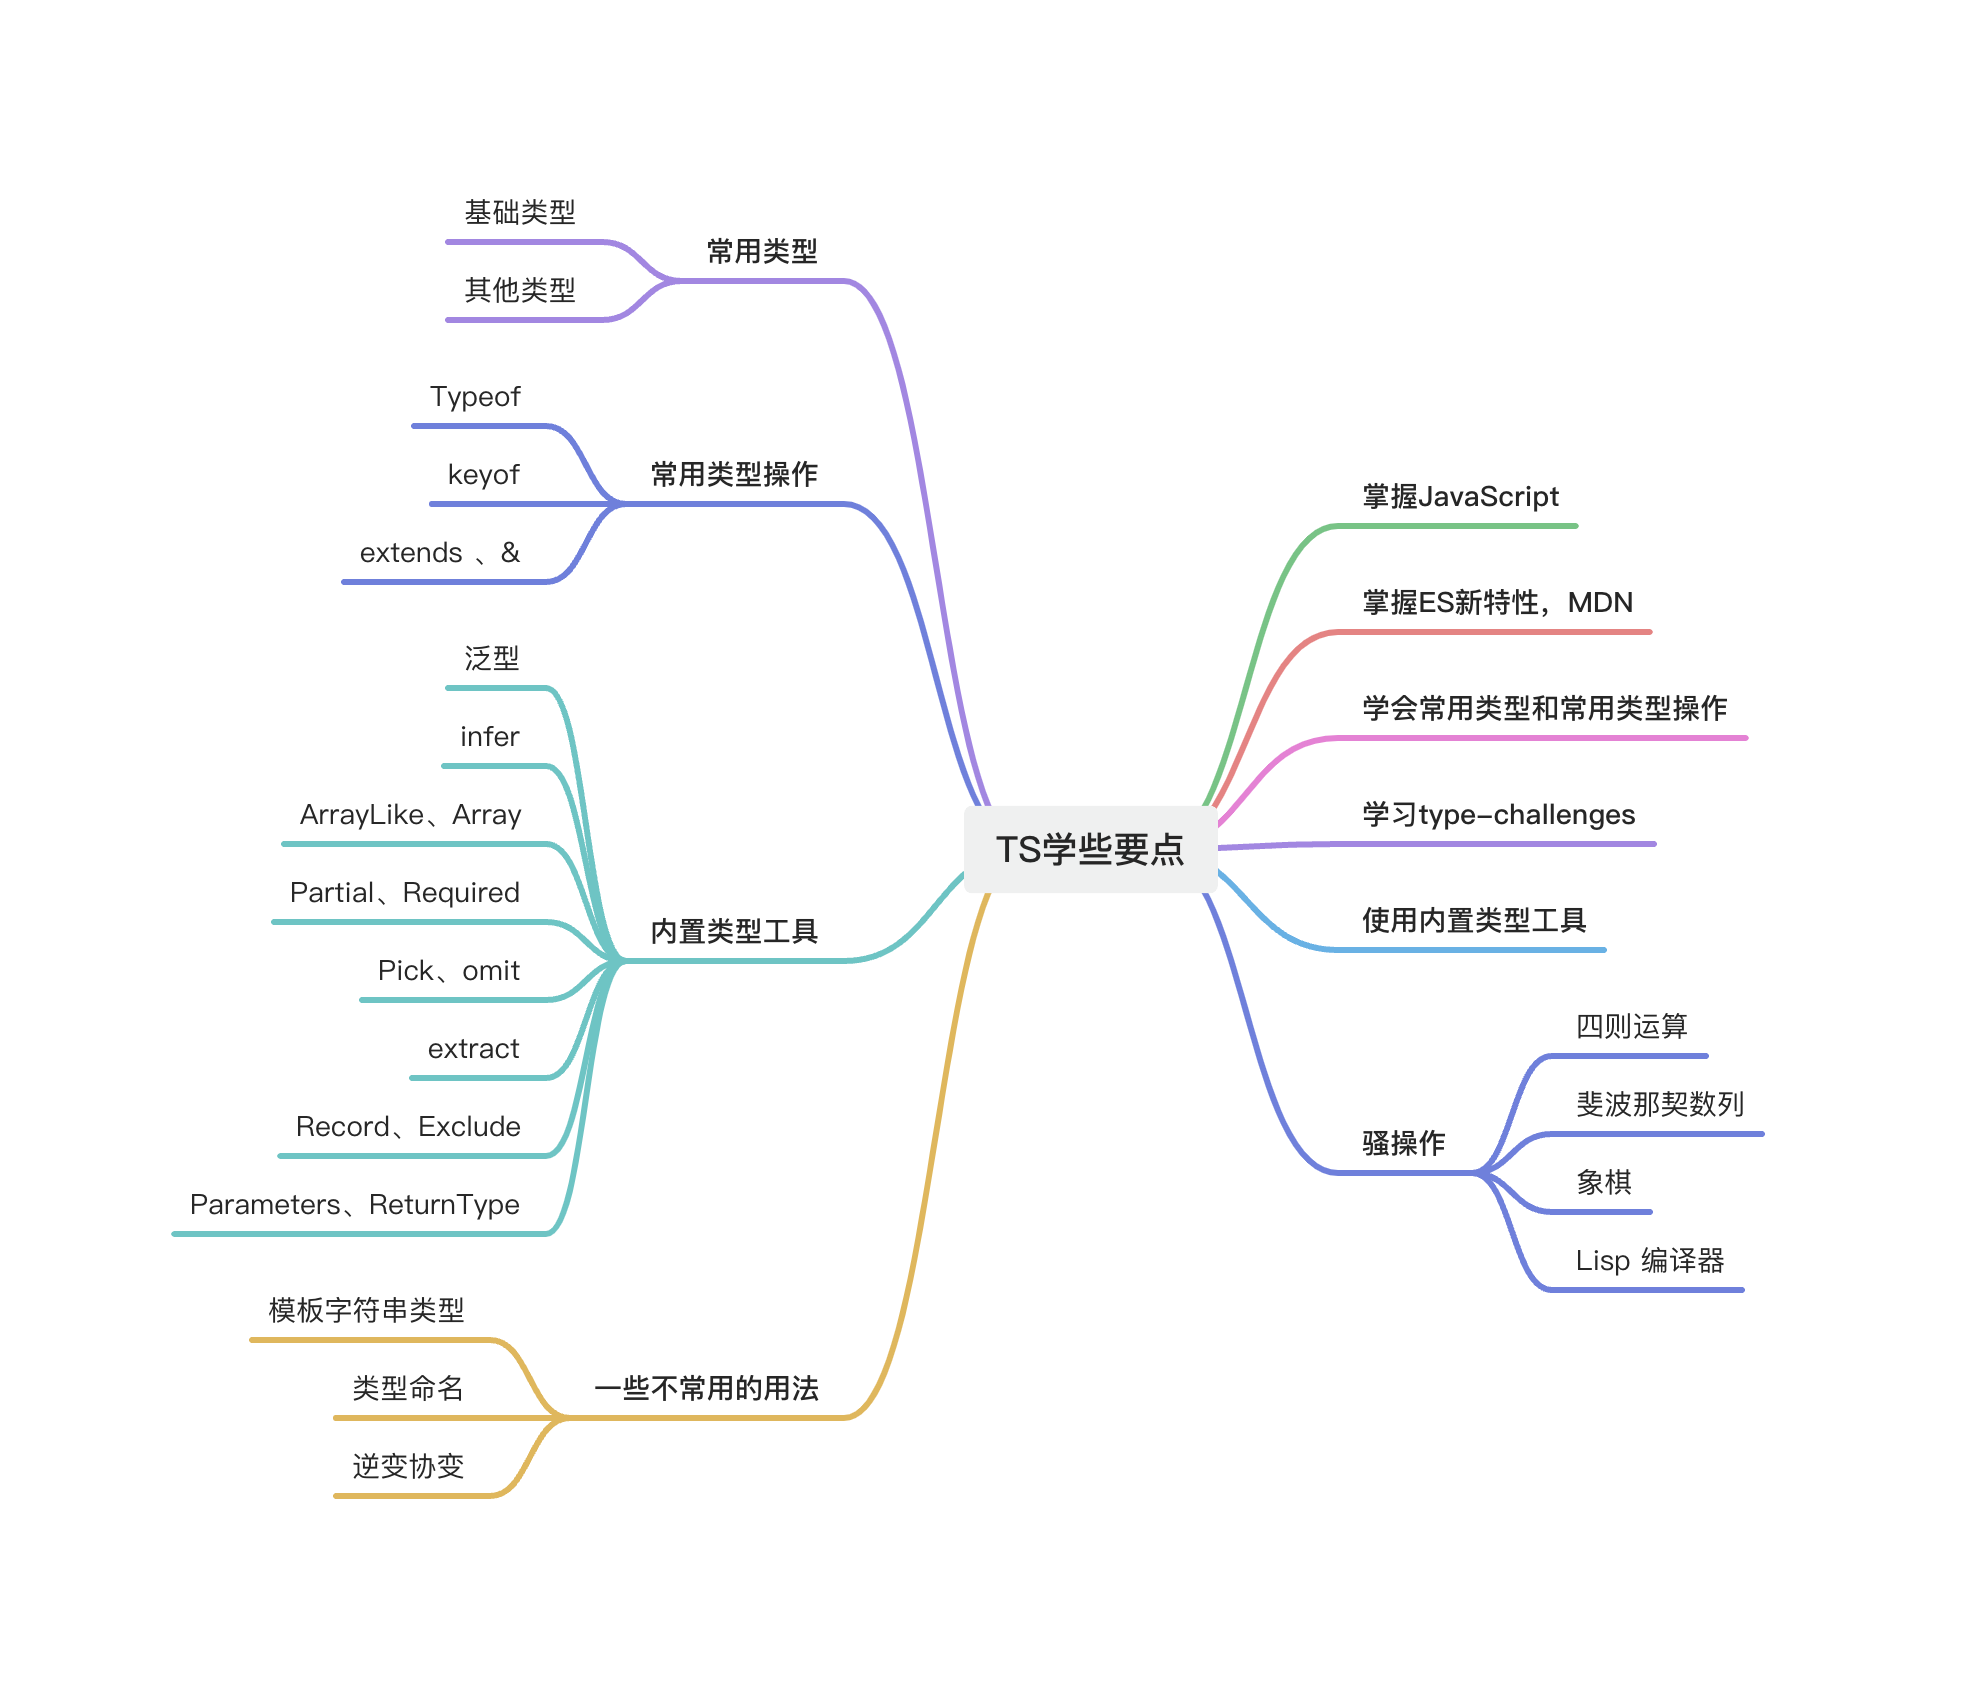 TS学些要点
掌握JavaScript
掌握ES新特性，MDN
学会常用类型和常用类型操作
学习type-challenges
使用内置类型工具
骚操作
四则运算
斐波那契数列
象棋
Lisp 编译器
常用类型
基础类型
其他类型
常用类型操作
Typeof
keyof
extends 、&
内置类型工具
泛型
infer
ArrayLike、Array
Partial、Required
Pick、omit
extract
Record、Exclude
Parameters、ReturnType
一些不常用的用法
模板字符串类型
类型命名
逆变协变